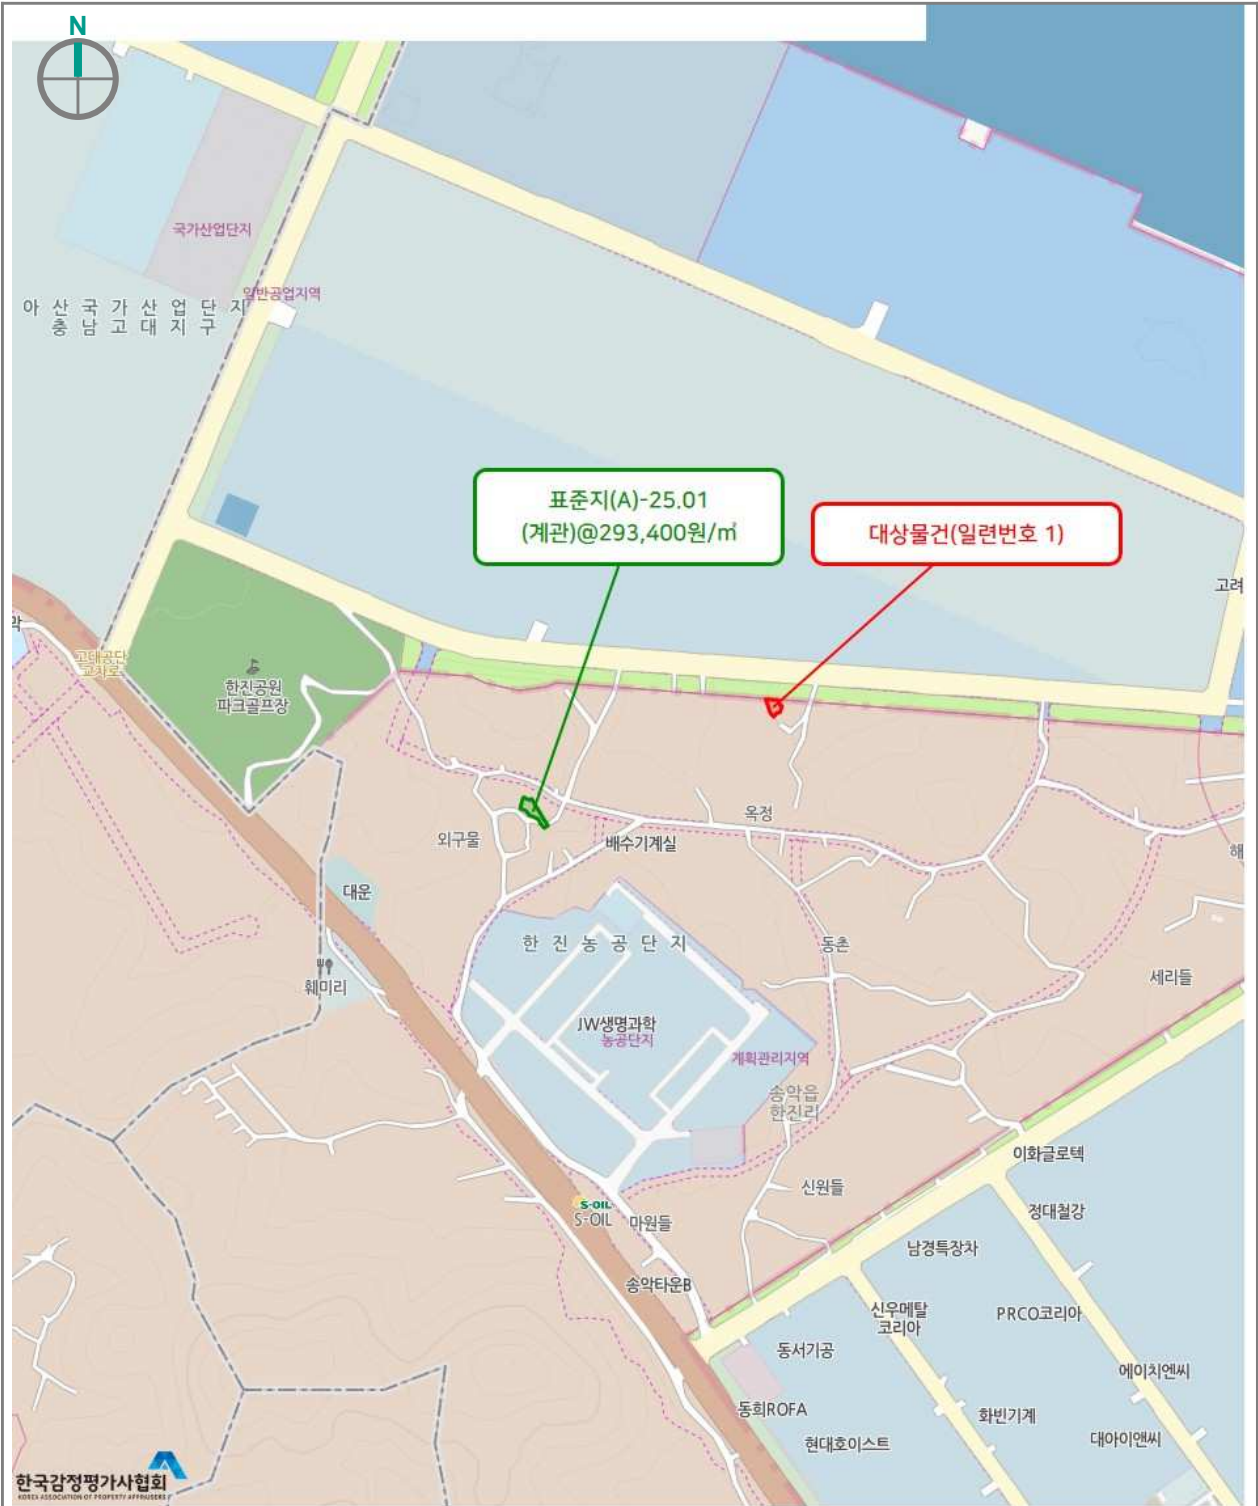 N
국가산업단지
일반공업지역
아 산 국 가 산 업 단 지
충 남 고 대 지 구
표준지(A)-25.01
(계관)@293,400원/㎡
대상물건(일련번호 1)
고려
막
고대공단
교차로
한진공원
파크골프장
옥정
외구물
배수기계실
해
대운
한 진 농 공 단 지
동촌
세리들
훼미리
JW생명과학
농공단지
계획관리지역
송악읍
한진리
이화글로텍
신원들
S-OIL
S-OIL
마원들
정대철강
남경특장차
송악타운B
신우메탈
코리아
PRCO코리아
동서기공
에이치엔씨
동희ROFA
화빈기계
현대호이스트
대아이앤씨
한국감정평가사협회
KOREA ASSOCIATION OF PROPERTY APPRAISERS